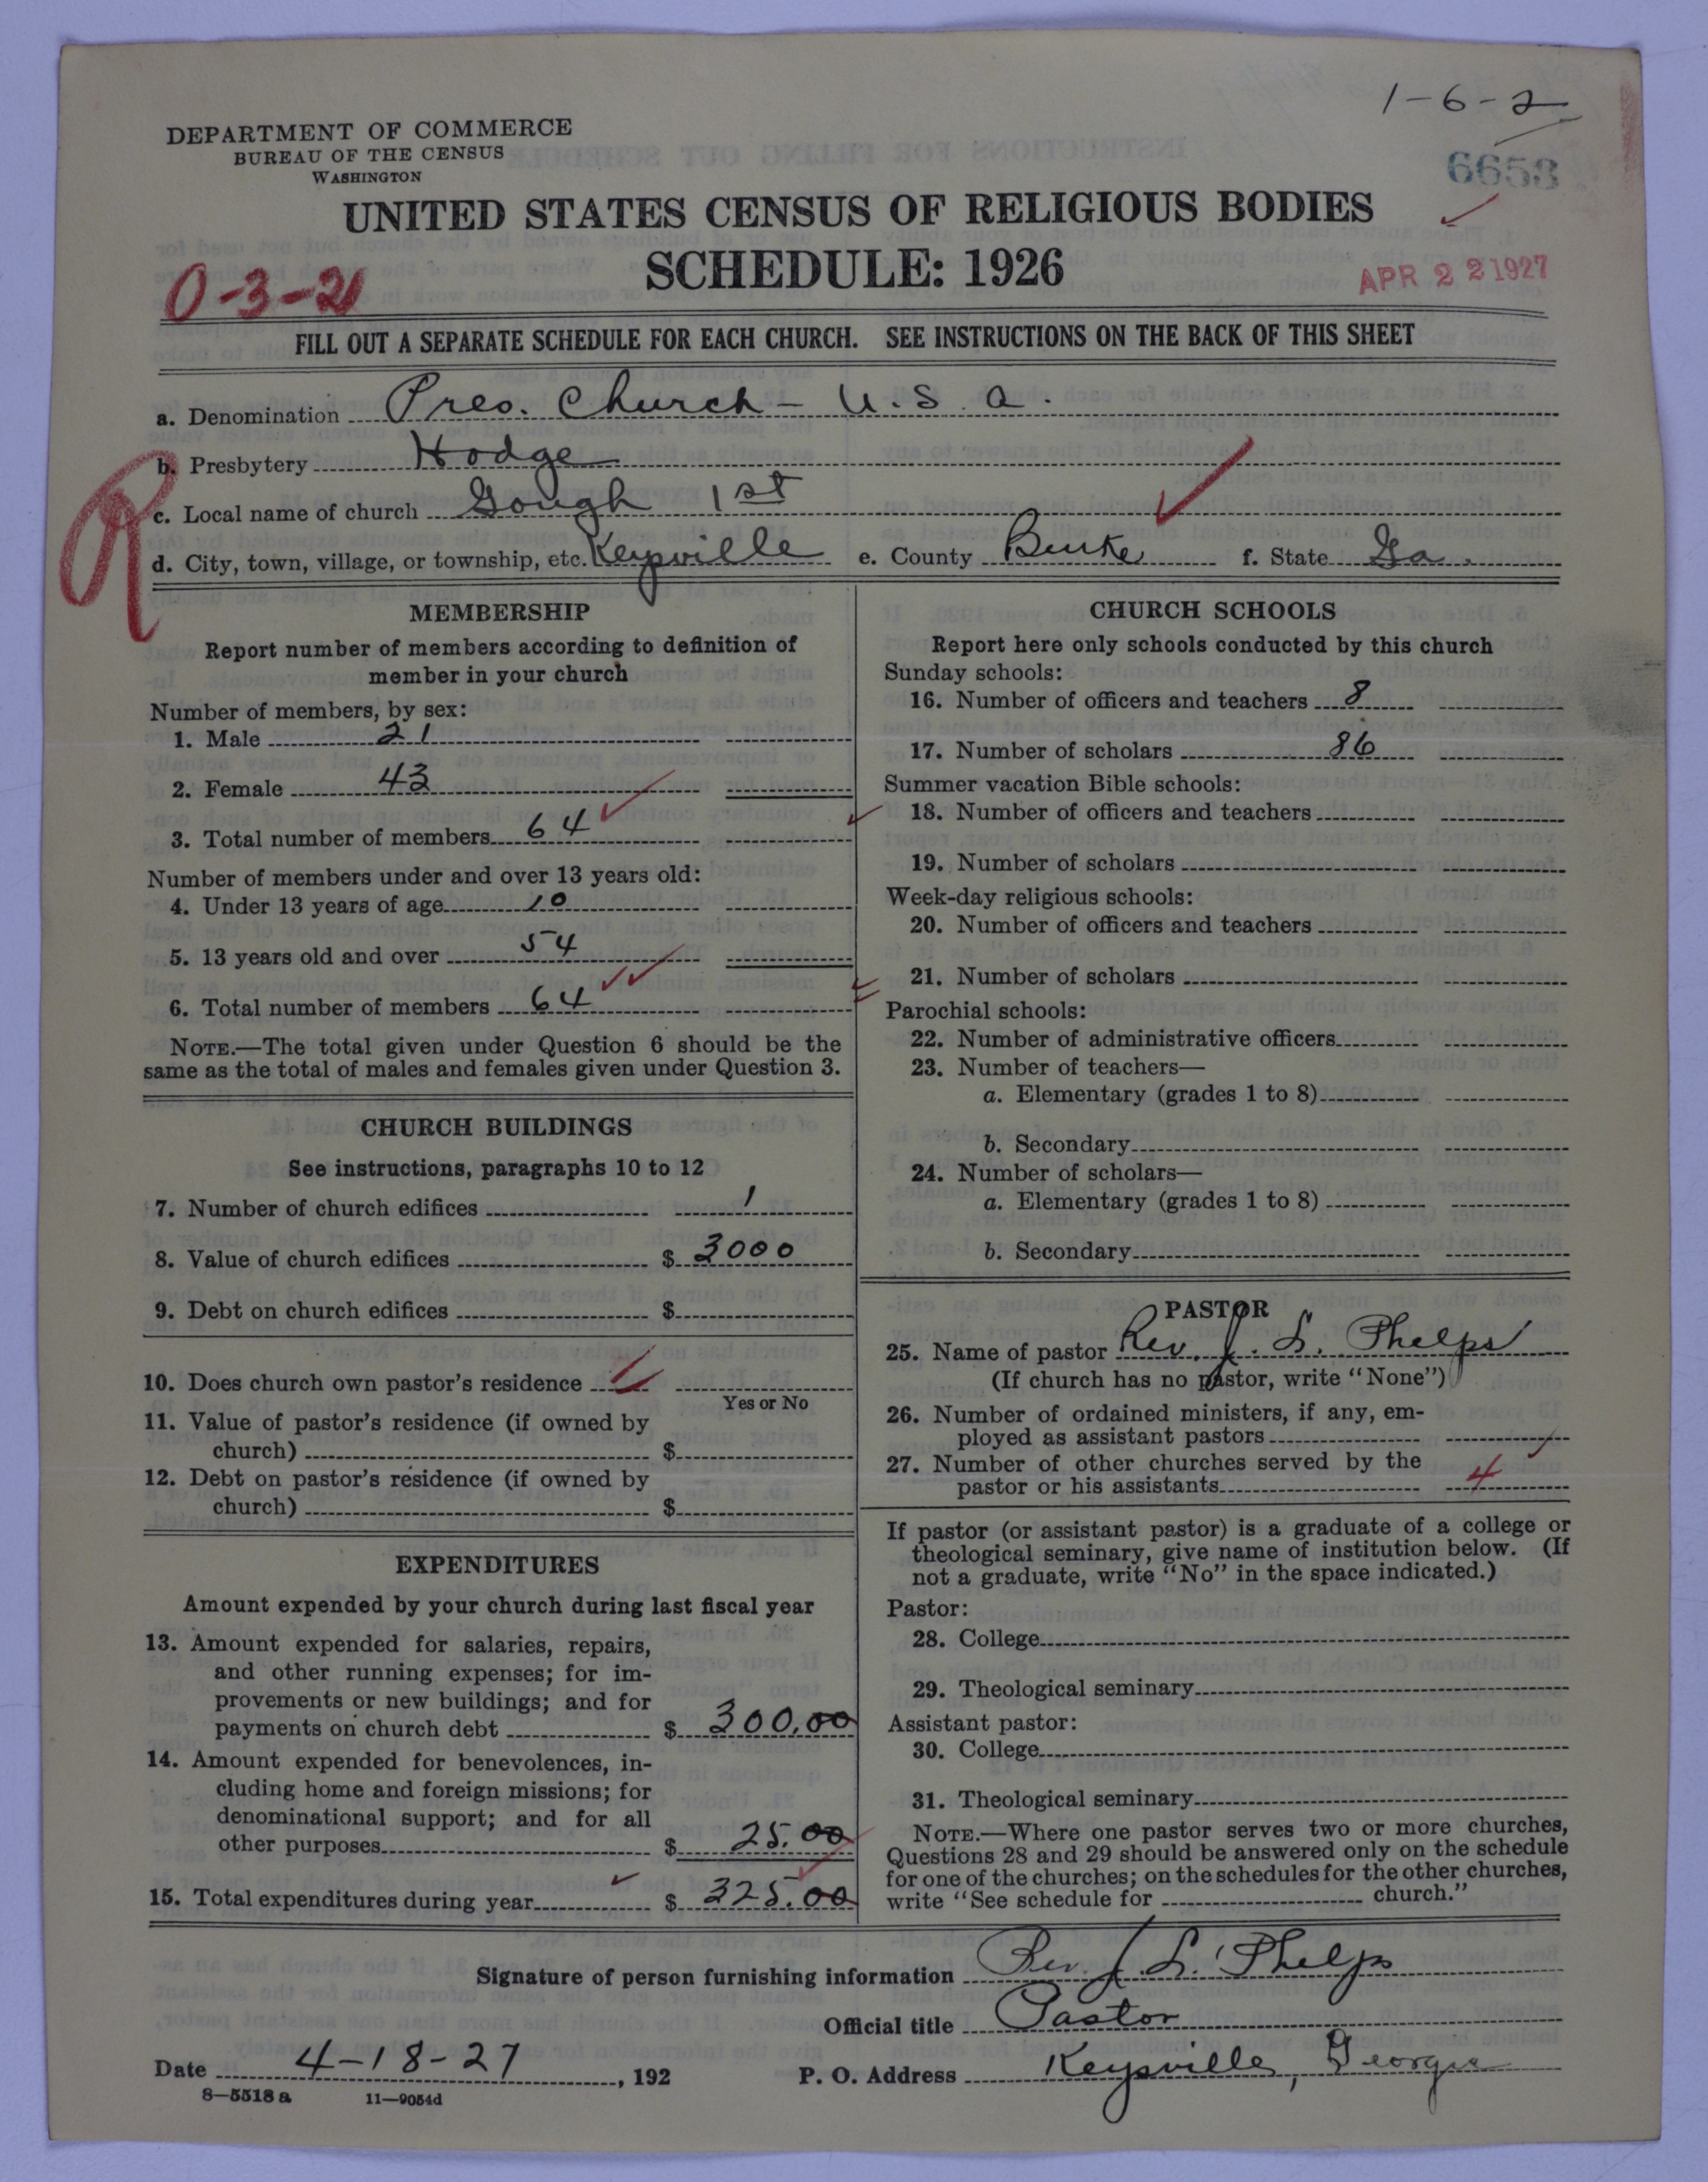 1-6-2
DEPARTMENT OF COMMERCE
BUREAU OF THE CENSUS
WASHINGTON
6653
UNITED STATES CENSUS OF RELIGIOUS BODIES
SCHEDULE: 1926
APR 22 1927
0-3-21
FILL OUT A SEPARATE SCHEDULE FOR EACH CHURCH. SEE INSTRUCTIONS ON THE BACK OF THIS SHEET
a. Denomination Pres. Church - U.S.A.
b. Presbytery Hodge
R
c. Local name of church Gough 1st
d. City, town, village, or township, etc. Keysville e. County Burke f. State Ga.
MEMBERSHIP
Report number of members according to definition of
member in your church
Number of members, by sex:
1. Male 21
2. Female 43
3. Total number of members 64
Number of members under and over 13 years old:
4. Under 13 years of age 10
5. 13 years old and over 54
6. Total number of members 64
NOTE.—The total given under Question 6 should be the
same as the total of males and females given under Question 3.
CHURCH BUILDINGS
See instructions, paragraphs 10 to 12
7. Number of church edifices 1
8. Value of church edifices $ 3000
9. Debt on church edifices $
10. Does church own pastor's residence
Yes or No
11. Value of pastor's residence (if owned by
church) $
12. Debt on pastor's residence (if owned by
church) $
EXPENDITURES
Amount expended by your church during last fiscal year
13. Amount expended for salaries, repairs,
and other running expenses; for im-
provements or new buildings; and for
payments on church debt $ 300.00
14. Amount expended for benevolences, in-
cluding home and foreign missions; for
denominational support; and for all
other purposes $ 25.00
15. Total expenditures during year $ 325.00
CHURCH SCHOOLS
Report here only schools conducted by this church
Sunday schools:
16. Number of officers and teachers 8
17. Number of scholars 86
Summer vacation Bible schools:
18. Number of officers and teachers
19. Number of scholars
Week-day religious schools:
20. Number of officers and teachers
21. Number of scholars
Parochial schools:
22. Number of administrative officers
23. Number of teachers—
a. Elementary (grades 1 to 8)
b. Secondary
24. Number of scholars—
a. Elementary (grades 1 to 8)
b. Secondary
PASTOR
25. Name of pastor Rev. J. L. Phelps
(If church has no pastor, write "None")
26. Number of ordained ministers, if any, em-
ployed as assistant pastors
27. Number of other churches served by the
pastor or his assistants 4
If pastor (or assistant pastor) is a graduate of a college or
theological seminary, give name of institution below. (If
not a graduate, write "No" in the space indicated.)
Pastor:
28. College
29. Theological seminary
Assistant pastor:
30. College
31. Theological seminary
NOTE.—Where one pastor serves two or more churches,
Questions 28 and 29 should be answered only on the schedule
for one of the churches; on the schedules for the other churches,
write "See schedule for church."
Signature of person furnishing information Rev. J. L. Phelps
Official title Pastor
Date 4-18-27, 192 P. O. Address Keysville, Georgia
8—5518 a 11—9054d